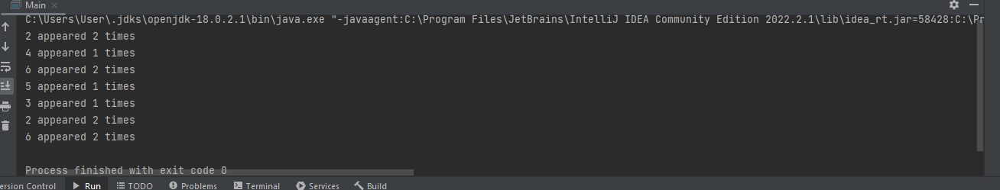 Main
C:\Users\User\.jdks\openjdk-18.0.2.1\bin\java.exe "-javaagent:C:\Program Files\JetBrains\IntelliJ IDEA Community Edition 2022.2.1\lib\idea_rt.jar=58428:C:\Pr
2 appeared 2 times
4 appeared 1 times
6 appeared 2 times
5 appeared 1 times
3 appeared 1 times
2 appeared 2 times
6 appeared 2 times
Process finished with exit code 0
ersion Control Run TODO Problems Terminal Services Build